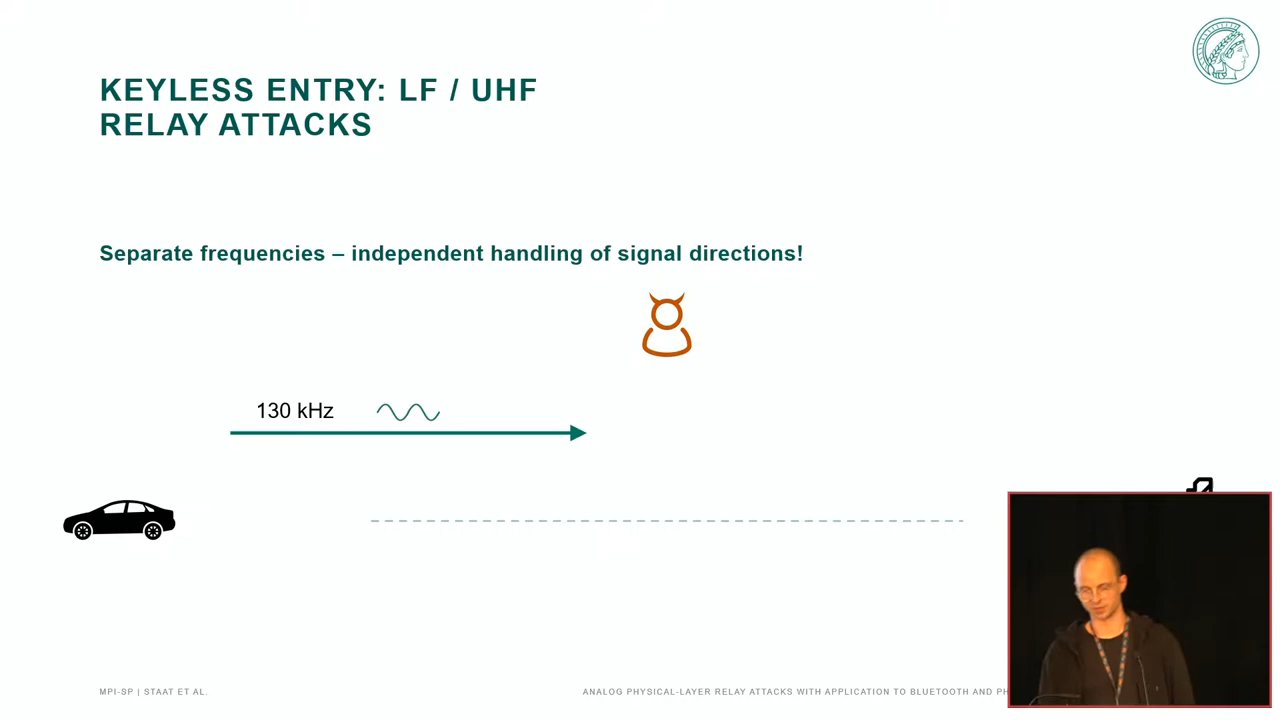 KEYLESS ENTRY: LF / UHF
RELAY ATTACKS
Separate frequencies – independent handling of signal directions!
130 kHz
MPI-SP | STAAT ET AL.
ANALOG PHYSICAL-LAYER RELAY ATTACKS WITH APPLICATION TO BLUETOOTH AND PH